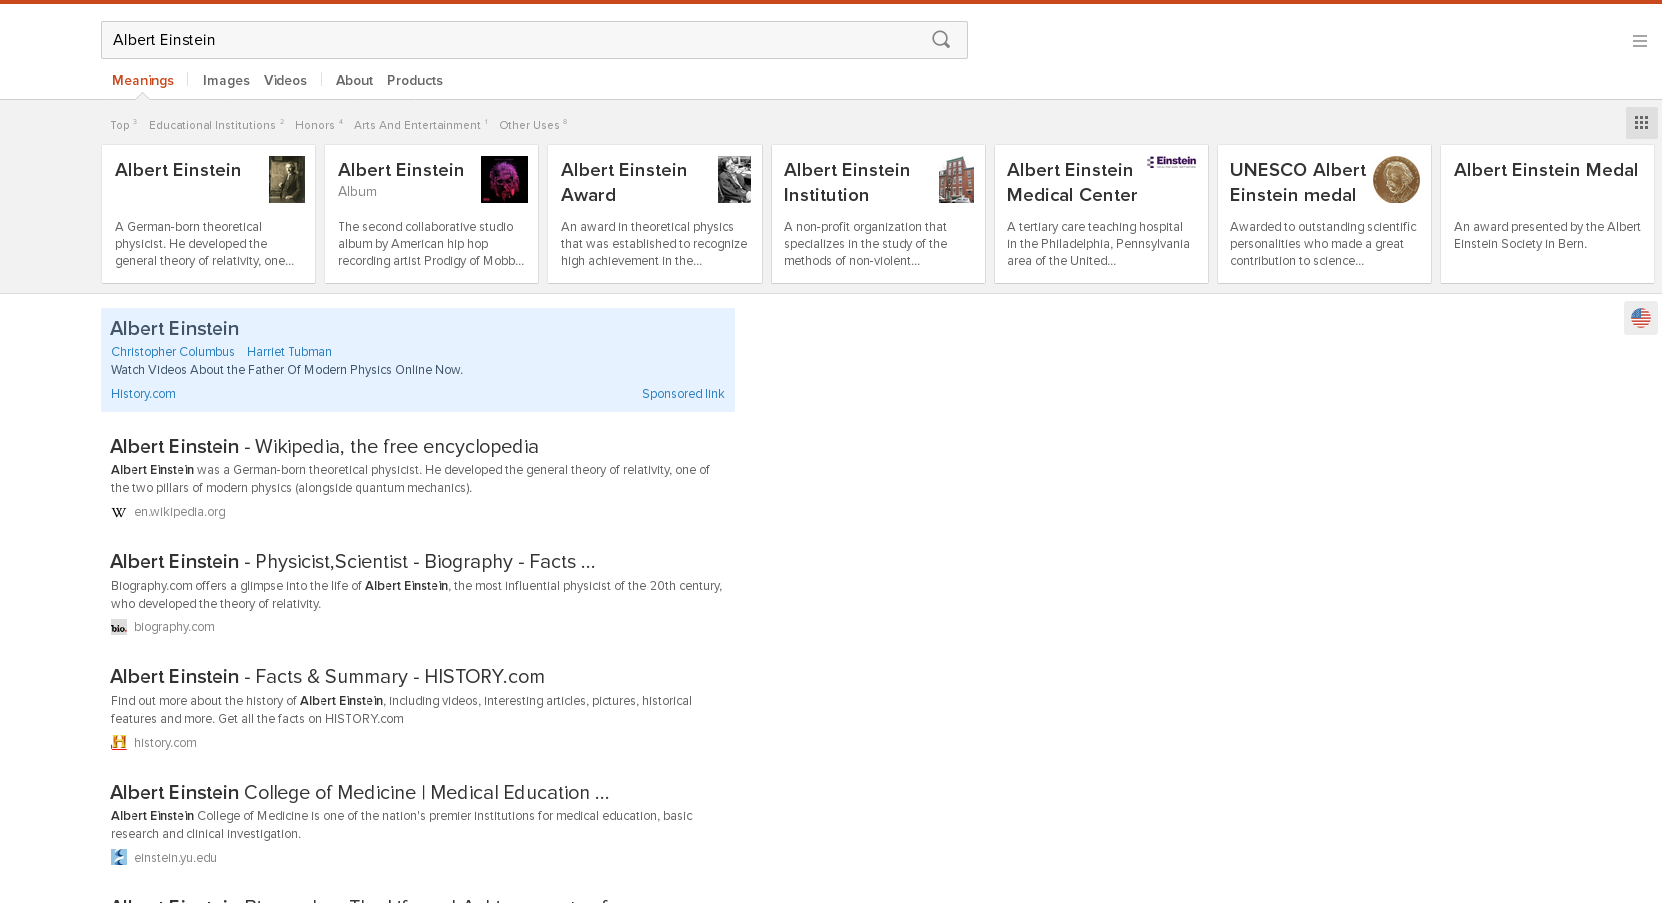 Albert Einstein
Meanings Images Videos About Products
Top 3 Educational Institutions 2 Honors 4 Arts And Entertainment 1 Other Uses 8
Albert Einstein
A German-born theoretical
physicist. He developed the
general theory of relativity, one...
Albert Einstein
Album
The second collaborative studio
album by American hip hop
recording artist Prodigy of Mobb...
Albert Einstein
Award
An award in theoretical physics
that was established to recognize
high achievement in the...
Albert Einstein
Institution
A non-profit organization that
specializes in the study of the
methods of non-violent...
Albert Einstein
Medical Center
Einstein
A tertiary care teaching hospital
in the Philadelphia, Pennsylvania
area of the United...
UNESCO Albert
Einstein medal
Awarded to outstanding scientific
personalities who made a great
contribution to science...
Albert Einstein Medal
An award presented by the Albert
Einstein Society in Bern.
Albert Einstein
Christopher Columbus Harriet Tubman
Watch Videos About the Father Of Modern Physics Online Now.
History.com Sponsored link
Albert Einstein - Wikipedia, the free encyclopedia
Albert Einstein was a German-born theoretical physicist. He developed the general theory of relativity, one of
the two pillars of modern physics (alongside quantum mechanics).
W en.wikipedia.org
Albert Einstein - Physicist,Scientist - Biography - Facts ...
Biography.com offers a glimpse into the life of Albert Einstein, the most influential physicist of the 20th century,
who developed the theory of relativity.
bio. biography.com
Albert Einstein - Facts & Summary - HISTORY.com
Find out more about the history of Albert Einstein, including videos, interesting articles, pictures, historical
features and more. Get all the facts on HISTORY.com
H history.com
Albert Einstein College of Medicine | Medical Education ...
Albert Einstein College of Medicine is one of the nation's premier institutions for medical education, basic
research and clinical investigation.
einstein.yu.edu